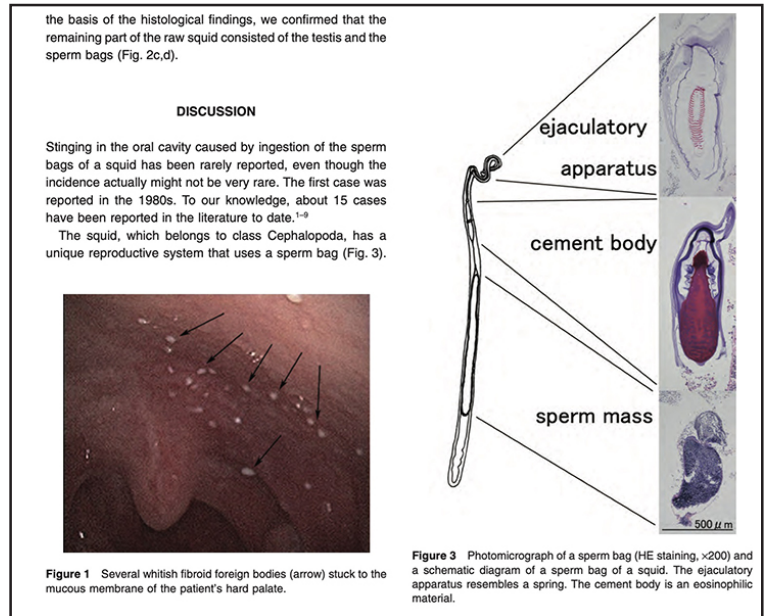 the basis of the histological findings, we confirmed that the
remaining part of the raw squid consisted of the testis and the
sperm bags (Fig. 2c,d).
DISCUSSION
Stinging in the oral cavity caused by ingestion of the sperm
bags of a squid has been rarely reported, even though the
incidence actually might not be very rare. The first case was
reported in the 1980s. To our knowledge, about 15 cases
have been reported in the literature to date.¹⁻⁹
The squid, which belongs to class Cephalopoda, has a
unique reproductive system that uses a sperm bag (Fig. 3).
Figure 1 Several whitish fibroid foreign bodies (arrow) stuck to the
mucous membrane of the patient's hard palate.
ejaculatory
apparatus
cement body
sperm mass
500 μm
Figure 3 Photomicrograph of a sperm bag (HE staining, ×200) and
a schematic diagram of a sperm bag of a squid. The ejaculatory
apparatus resembles a spring. The cement body is an eosinophilic
material.